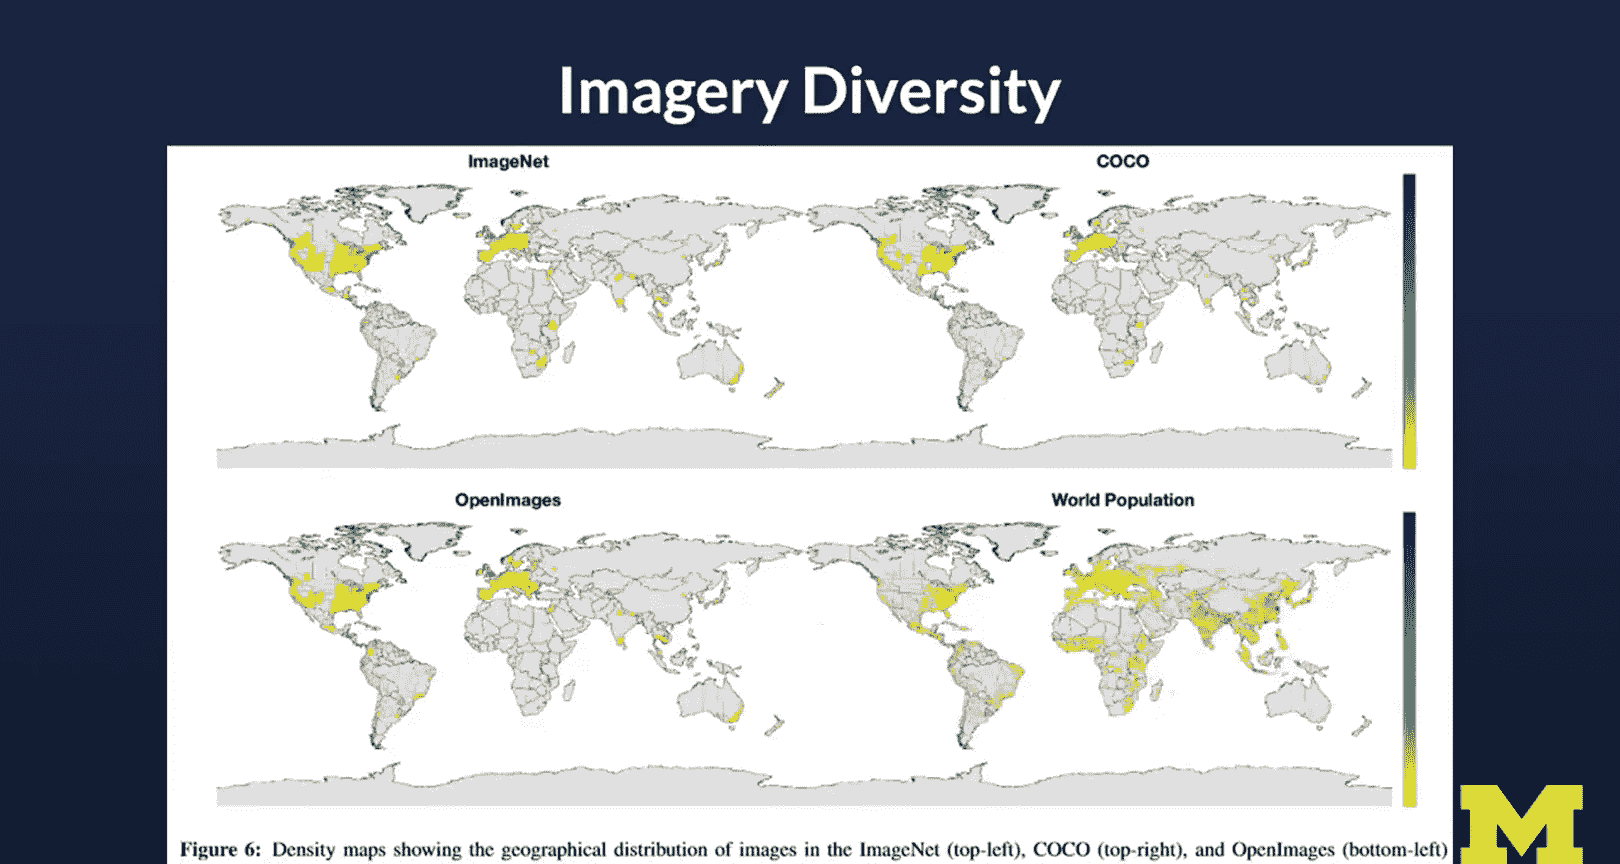 Imagery Diversity
ImageNet
COCO
OpenImages
World Population
Figure 6: Density maps showing the geographical distribution of images in the ImageNet (top-left), COCO (top-right), and OpenImages (bottom-left)
M